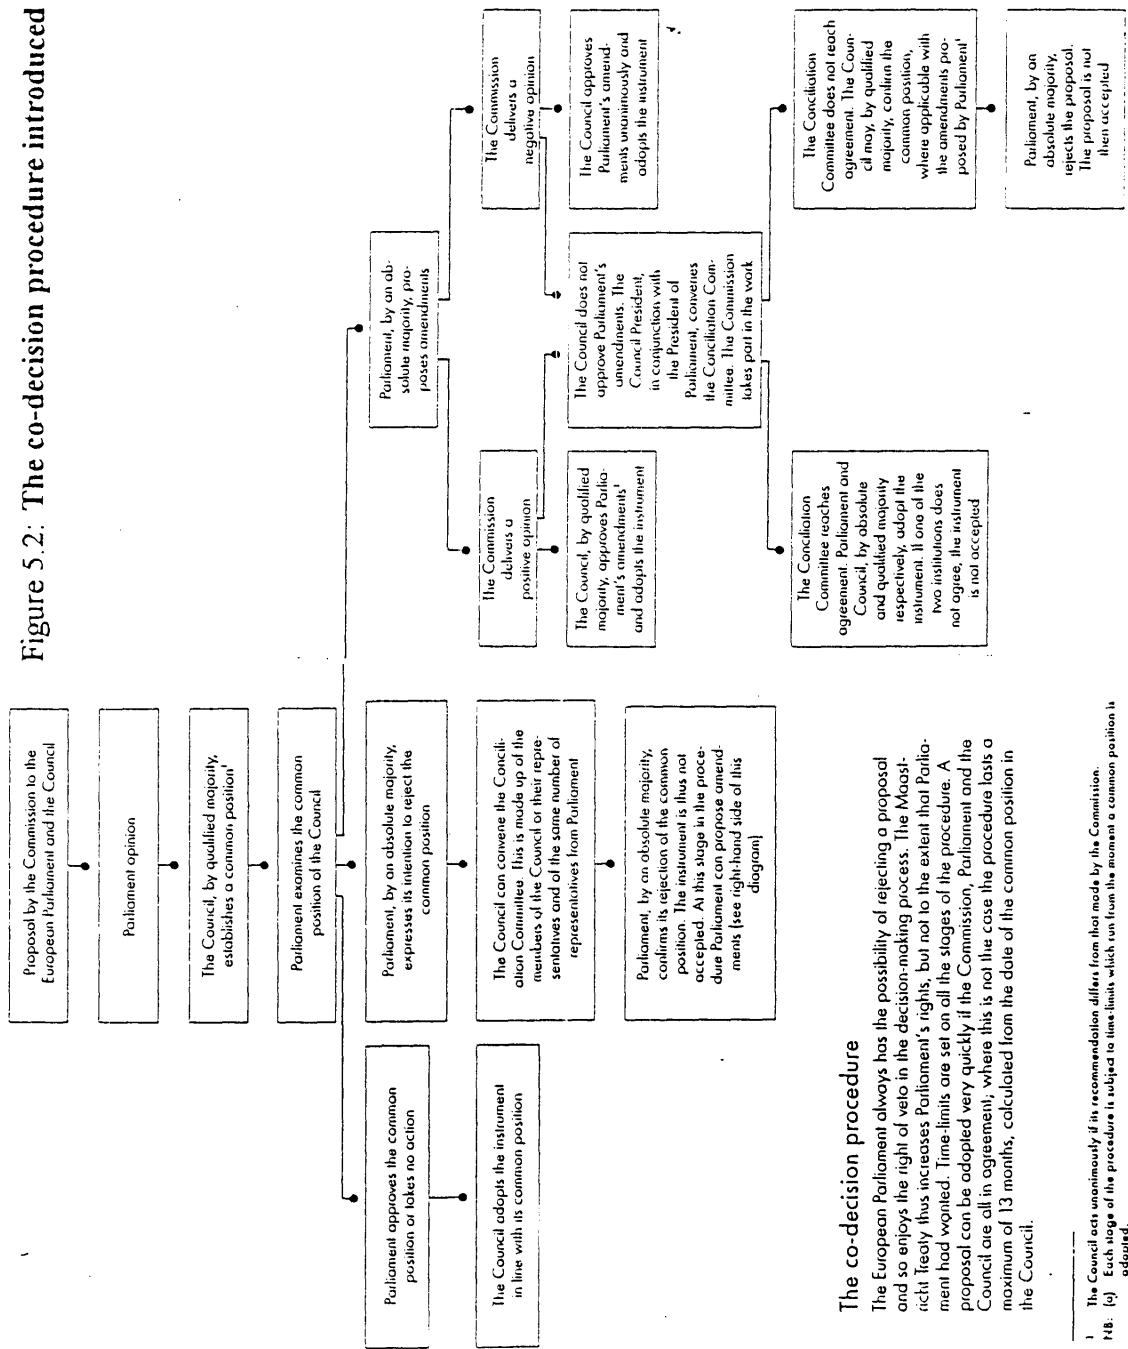 Figure 5.2: The co-decision procedure introduced
Proposal by the Commission to the
European Parliament and the Council
Parliament opinion
The Council, by qualified majority,
establishes a common position¹
Parliament examines the common
position of the Council
Parliament approves the common
position or takes no action
The Council adopts the instrument
in line with its common position
Parliament, by an absolute majority,
expresses its intention to reject the
common position
The Council can convene the Concili-
ation Committee. This is made up of the
members of the Council or their repre-
sentatives and of the same number of
representatives from Parliament
Parliament, by an absolute majority,
confirms its rejection of the common
position. The instrument is thus not
accepted. At this stage in the proce-
dure Parliament can propose amend-
ments (see right-hand side of this
diagram)
Parliament, by an ab-
solute majority, pro-
poses amendments
The Commission
delivers a
positive opinion
The Commission
delivers a
negative opinion
The Council, by qualified
majority, approves Parlia-
ment's amendments¹
and adopts the instrument
The Council does not
approve Parliament's
amendments. The
Council President,
in conjunction with
the President of
Parliament, convenes
the Conciliation Com-
mittee. The Commission
takes part in the work
The Council approves
Parliament's amend-
ments unanimously and
adopts the instrument
The Conciliation
Committee reaches
agreement. Parliament and
Council, by absolute
and qualified majority
respectively, adopt the
instrument. If one of the
two institutions does
not agree, the instrument
is not accepted
The Conciliation
Committee does not reach
agreement. The Coun-
cil may, by qualified
majority, confirm the
common position,
where applicable with
the amendments pro-
posed by Parliament¹
Parliament, by an
absolute majority,
rejects the proposal.
The proposal is not
then accepted
The co-decision procedure
The European Parliament always has the possibility of rejecting a proposal
and so enjoys the right of veto in the decision-making process. The Maast-
richt Treaty thus increases Parliament's rights, but not to the extent that Parlia-
ment had wanted. Time-limits are set on all the stages of the procedure. A
proposal can be adopted very quickly if the Commission, Parliament and the
Council are all in agreement; where this is not the case the procedure lasts a
maximum of 13 months, calculated from the date of the common position in
the Council.
¹ The Council acts unanimously if its recommendation differs from that made by the Commission.
NB: (a) Each stage of the procedure is subject to time-limits which run from the moment a common position is
adopted.